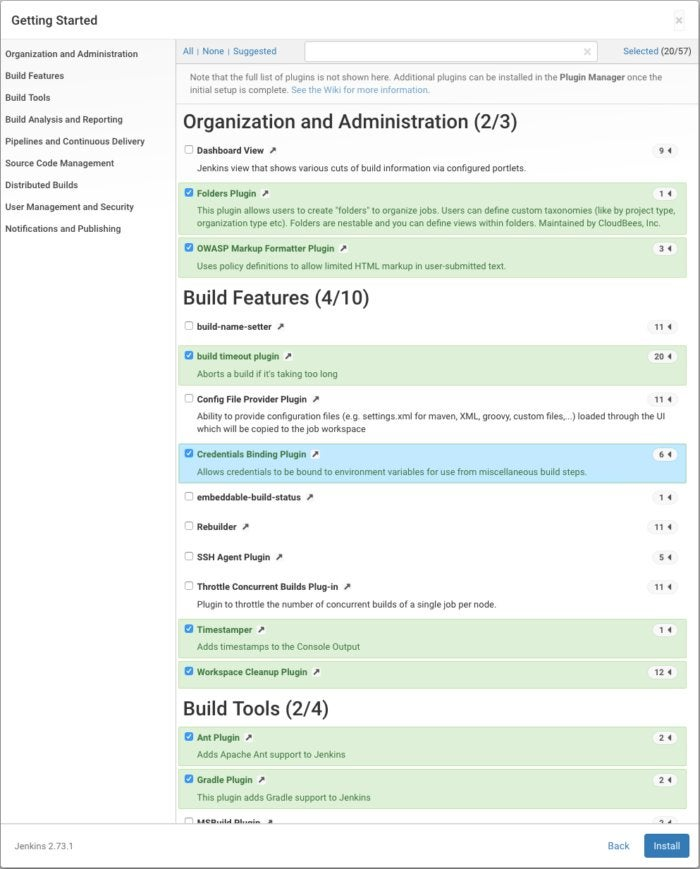 Getting Started
×
Organization and Administration
Build Features
Build Tools
Build Analysis and Reporting
Pipelines and Continuous Delivery
Source Code Management
Distributed Builds
User Management and Security
Notifications and Publishing
All | None | Suggested
×
Selected (20/57)
Note that the full list of plugins is not shown here. Additional plugins can be installed in the Plugin Manager once the
initial setup is complete. See the Wiki for more information.
Organization and Administration (2/3)
Dashboard View 9
Jenkins view that shows various cuts of build information via configured portlets.
Folders Plugin 1
This plugin allows users to create "folders" to organize jobs. Users can define custom taxonomies (like by project type,
organization type etc). Folders are nestable and you can define views within folders. Maintained by CloudBees, Inc.
OWASP Markup Formatter Plugin 3
Uses policy definitions to allow limited HTML markup in user-submitted text.
Build Features (4/10)
build-name-setter 11
build timeout plugin 20
Aborts a build if it's taking too long
Config File Provider Plugin 11
Ability to provide configuration files (e.g. settings.xml for maven, XML, groovy, custom files,...) loaded through the UI
which will be copied to the job workspace
Credentials Binding Plugin 6
Allows credentials to be bound to environment variables for use from miscellaneous build steps.
embeddable-build-status 1
Rebuilder 11
SSH Agent Plugin 5
Throttle Concurrent Builds Plug-in 11
Plugin to throttle the number of concurrent builds of a single job per node.
Timestamper 1
Adds timestamps to the Console Output
Workspace Cleanup Plugin 12
Build Tools (2/4)
Ant Plugin 2
Adds Apache Ant support to Jenkins
Gradle Plugin 2
This plugin adds Gradle support to Jenkins
MSBuild Plugin
Jenkins 2.73.1
Back
Install